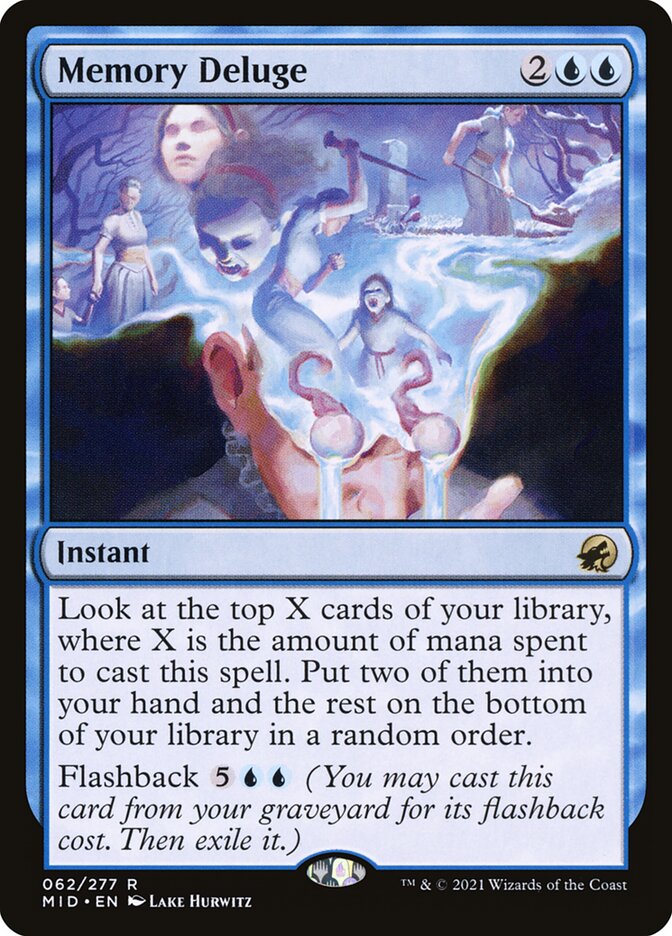 Memory Deluge 2
Instant
Look at the top X cards of your library,
where X is the amount of mana spent
to cast this spell. Put two of them into
your hand and the rest on the bottom
of your library in a random order.
Flashback 5 (You may cast this
card from your graveyard for its flashback
cost. Then exile it.)
062/277 R
MID • EN Lake Hurwitz
™ & © 2021 Wizards of the Coast